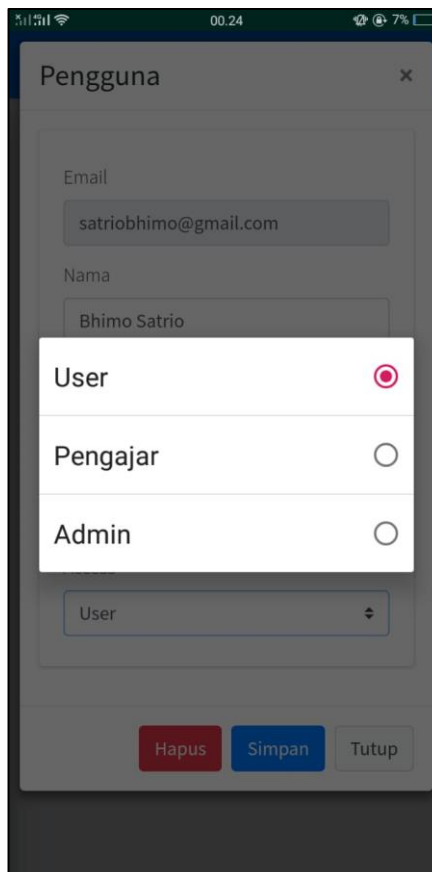 00.24
7%
Pengguna
×
Email
satriobhimo@gmail.com
Nama
Bhimo Satrio
User
Pengajar
Admin
User
Hapus Simpan Tutup